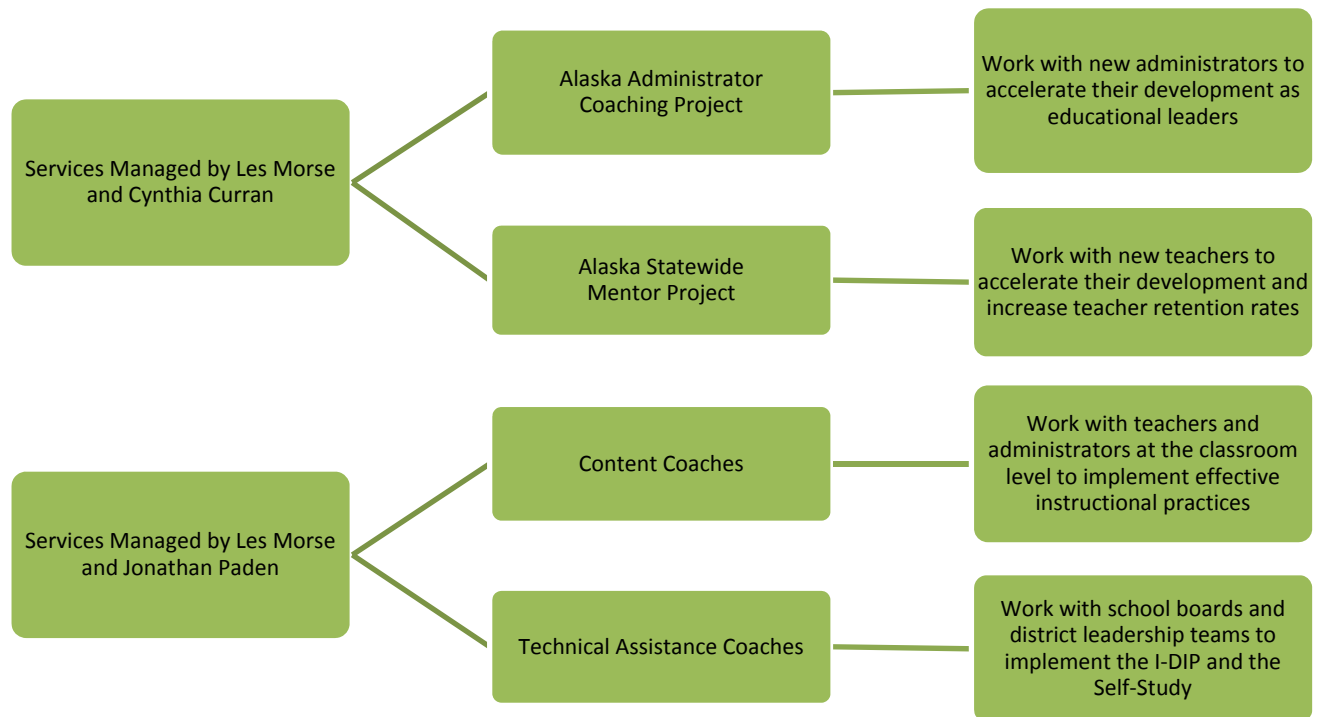 Services Managed by Les Morse
and Cynthia Curran
Alaska Administrator
Coaching Project
Work with new administrators to
accelerate their development as
educational leaders
Alaska Statewide
Mentor Project
Work with new teachers to
accelerate their development and
increase teacher retention rates
Services Managed by Les Morse
and Jonathan Paden
Content Coaches
Work with teachers and
administrators at the classroom
level to implement effective
instructional practices
Technical Assistance Coaches
Work with school boards and
district leadership teams to
implement the I-DIP and the
Self-Study